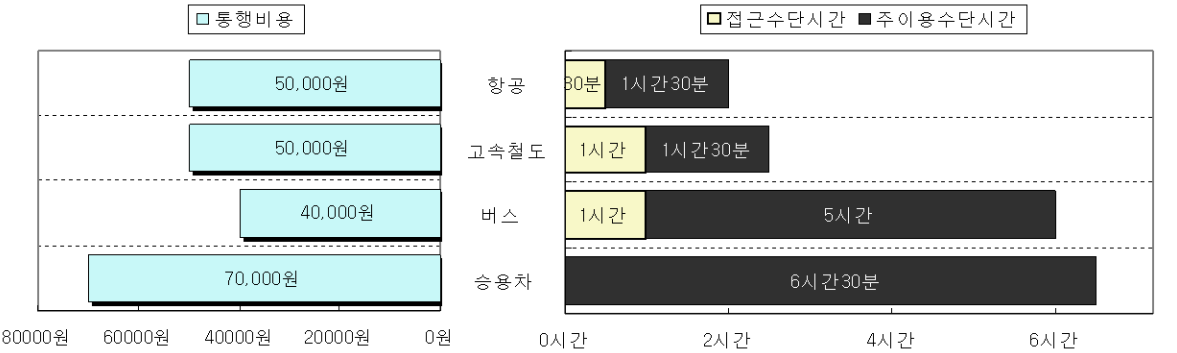 통행비용
접근수단시간 주이용수단시간
50,000원 항공 30분 1시간30분
50,000원 고속철도 1시간 1시간30분
40,000원 버스 1시간 5시간
70,000원 승용차 6시간30분
80000원 60000원 40000원 20000원 0원
0시간 2시간 4시간 6시간